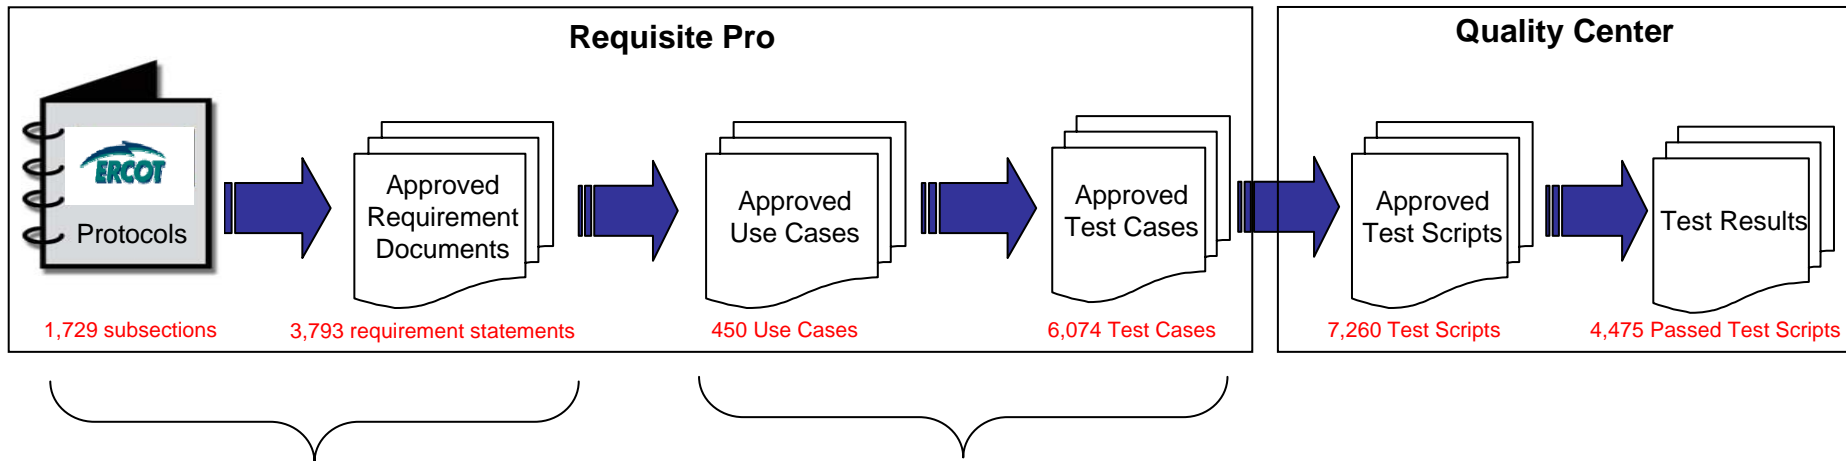 Requisite Pro
Quality Center
ERCOT
Protocols
Approved
Requirement
Documents
Approved
Use Cases
Approved
Test Cases
Approved
Test Scripts
Test Results
1,729 subsections
3,793 requirement statements
450 Use Cases
6,074 Test Cases
7,260 Test Scripts
4,475 Passed Test Scripts